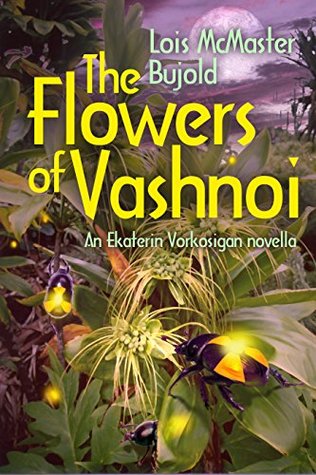 Lois McMaster
Bujold
The
Flowers
of Vashnoi
An Ekaterin Vorkosigan novella